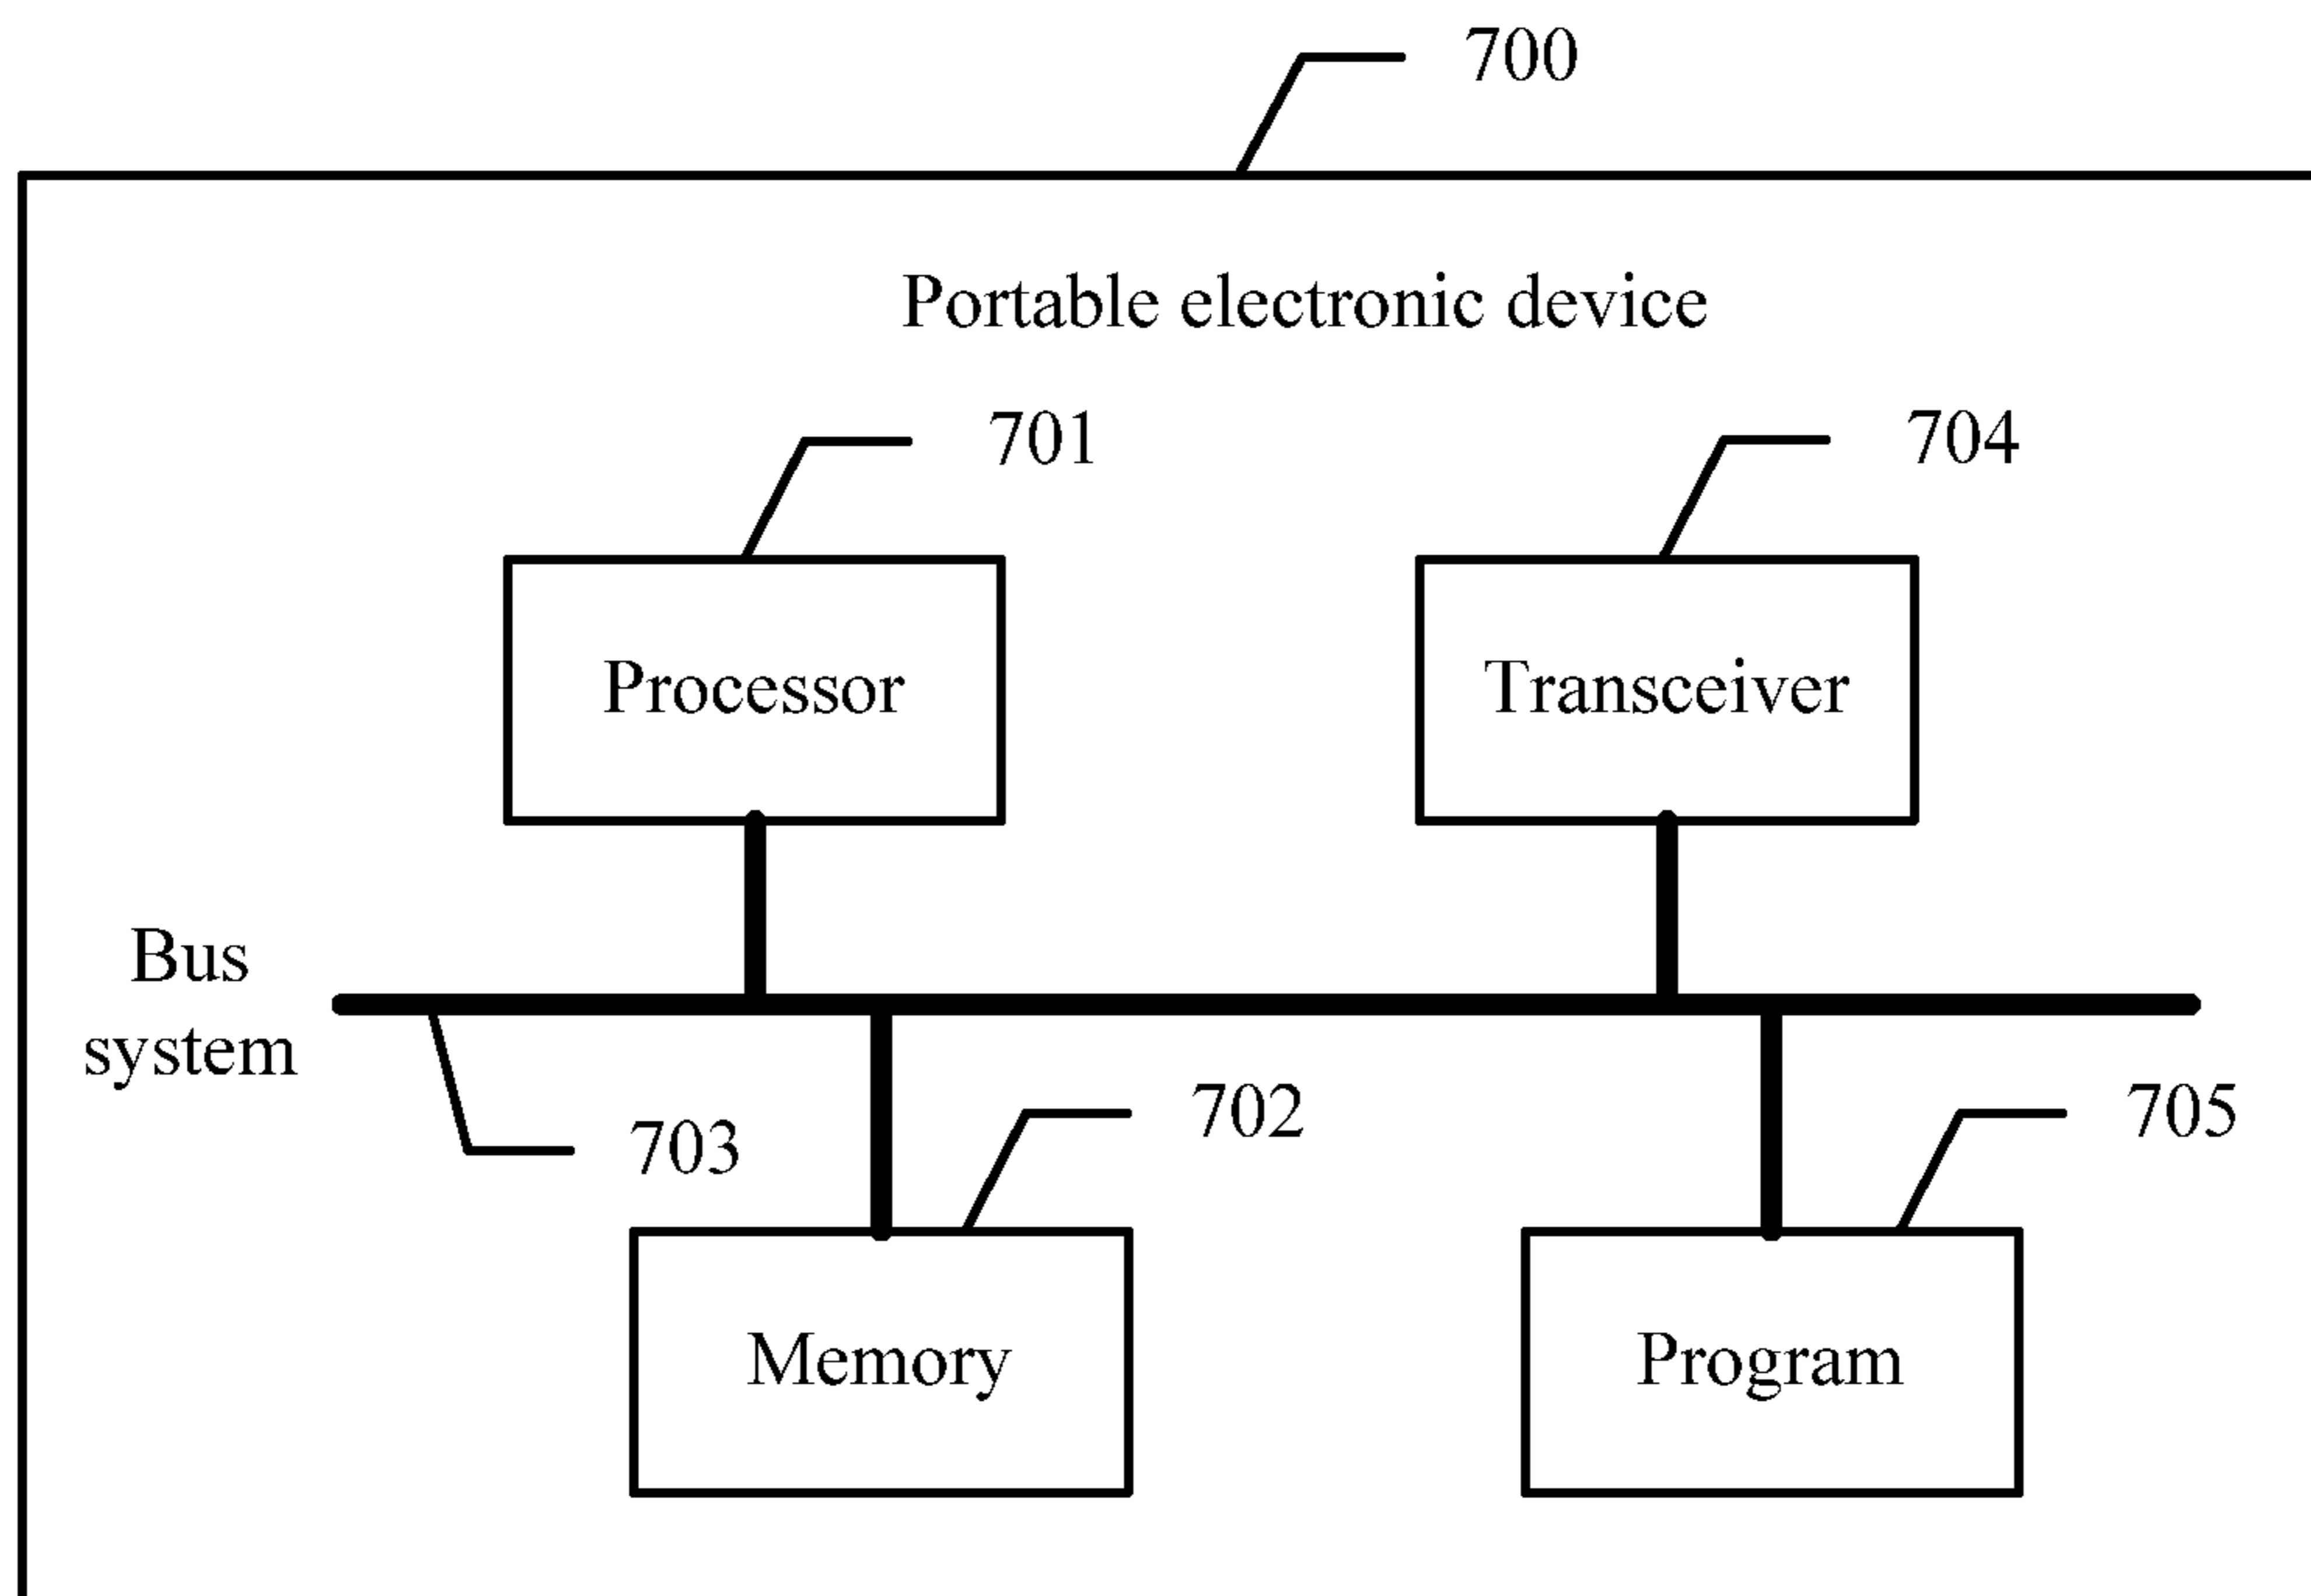 700
Portable electronic device
701
704
Processor
Transceiver
Bus
system
703
702
705
Memory
Program